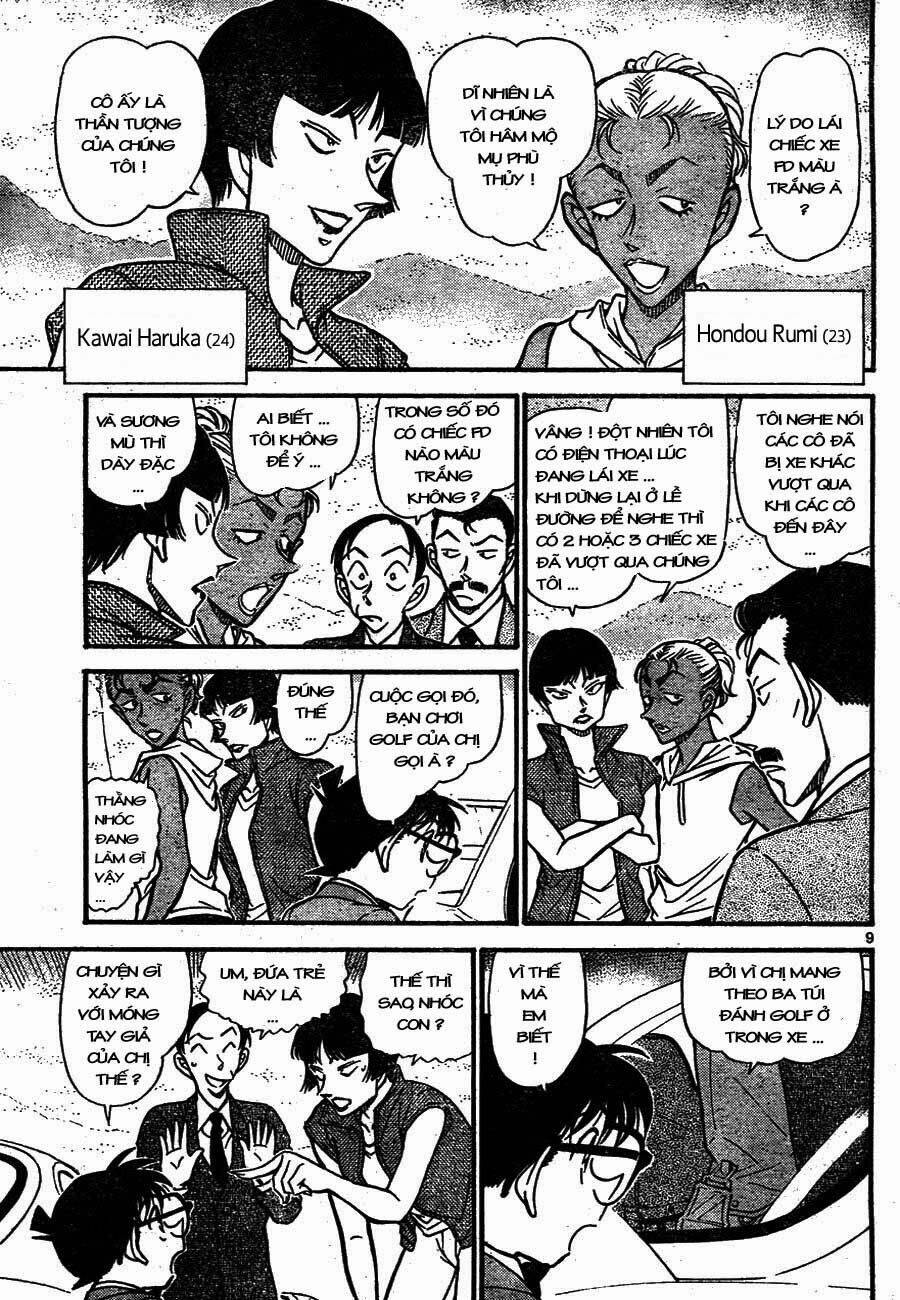 LÝ DO LÁI
CHIẾC XE
FD MÀU
TRẮNG À
?
DĨ NHIÊN LÀ
VÌ CHÚNG
TÔI HÂM MỘ
MỤ PHÙ
THỦY !
CÔ ẤY LÀ
THẦN TƯỢNG
CỦA CHÚNG
TÔI !
Hondou Rumi (23)
Kawai Haruka (24)
TÔI NGHE NÓI
CÁC CÔ ĐÃ
BỊ XE KHÁC
VƯỢT QUA
KHI CÁC CÔ
ĐẾN ĐÂY
...
VÂNG ! ĐỘT NHIÊN TÔI
CÓ ĐIỆN THOẠI LÚC
ĐANG LÁI XE ...
KHI DỪNG LẠI Ở LỀ
ĐƯỜNG ĐỂ NGHE THÌ
CÓ 2 HOẶC 3 CHIẾC XE
ĐÃ VƯỢT QUA CHÚNG
TÔI ...
TRONG SỐ ĐÓ
CÓ CHIẾC FD
NÀO MÀU
TRẮNG
KHÔNG ?
AI BIẾT ...
TÔI KHÔNG
ĐỂ Ý ...
VÀ SƯƠNG
MÙ THÌ
DÀY ĐẶC
...
CUỘC GỌI ĐÓ,
BẠN CHƠI
GOLF CỦA CHỊ
GỌI À ?
ĐÚNG
THẾ
...
THẰNG
NHÓC
ĐANG
LÀM GÌ
VẬY
...
9
BỞI VÌ CHỊ MANG
THEO BA TÚI
ĐÁNH GOLF Ở
TRONG XE ...
VÌ THẾ
MÀ
EM
BIẾT
!
THẾ THÌ
SAO, NHÓC
CON ?
UM, ĐỨA TRẺ
NÀY LÀ
...
CHUYỆN GÌ
XẢY RA
VỚI MÓNG
TAY GIẢ
CỦA CHỊ
THẾ ?